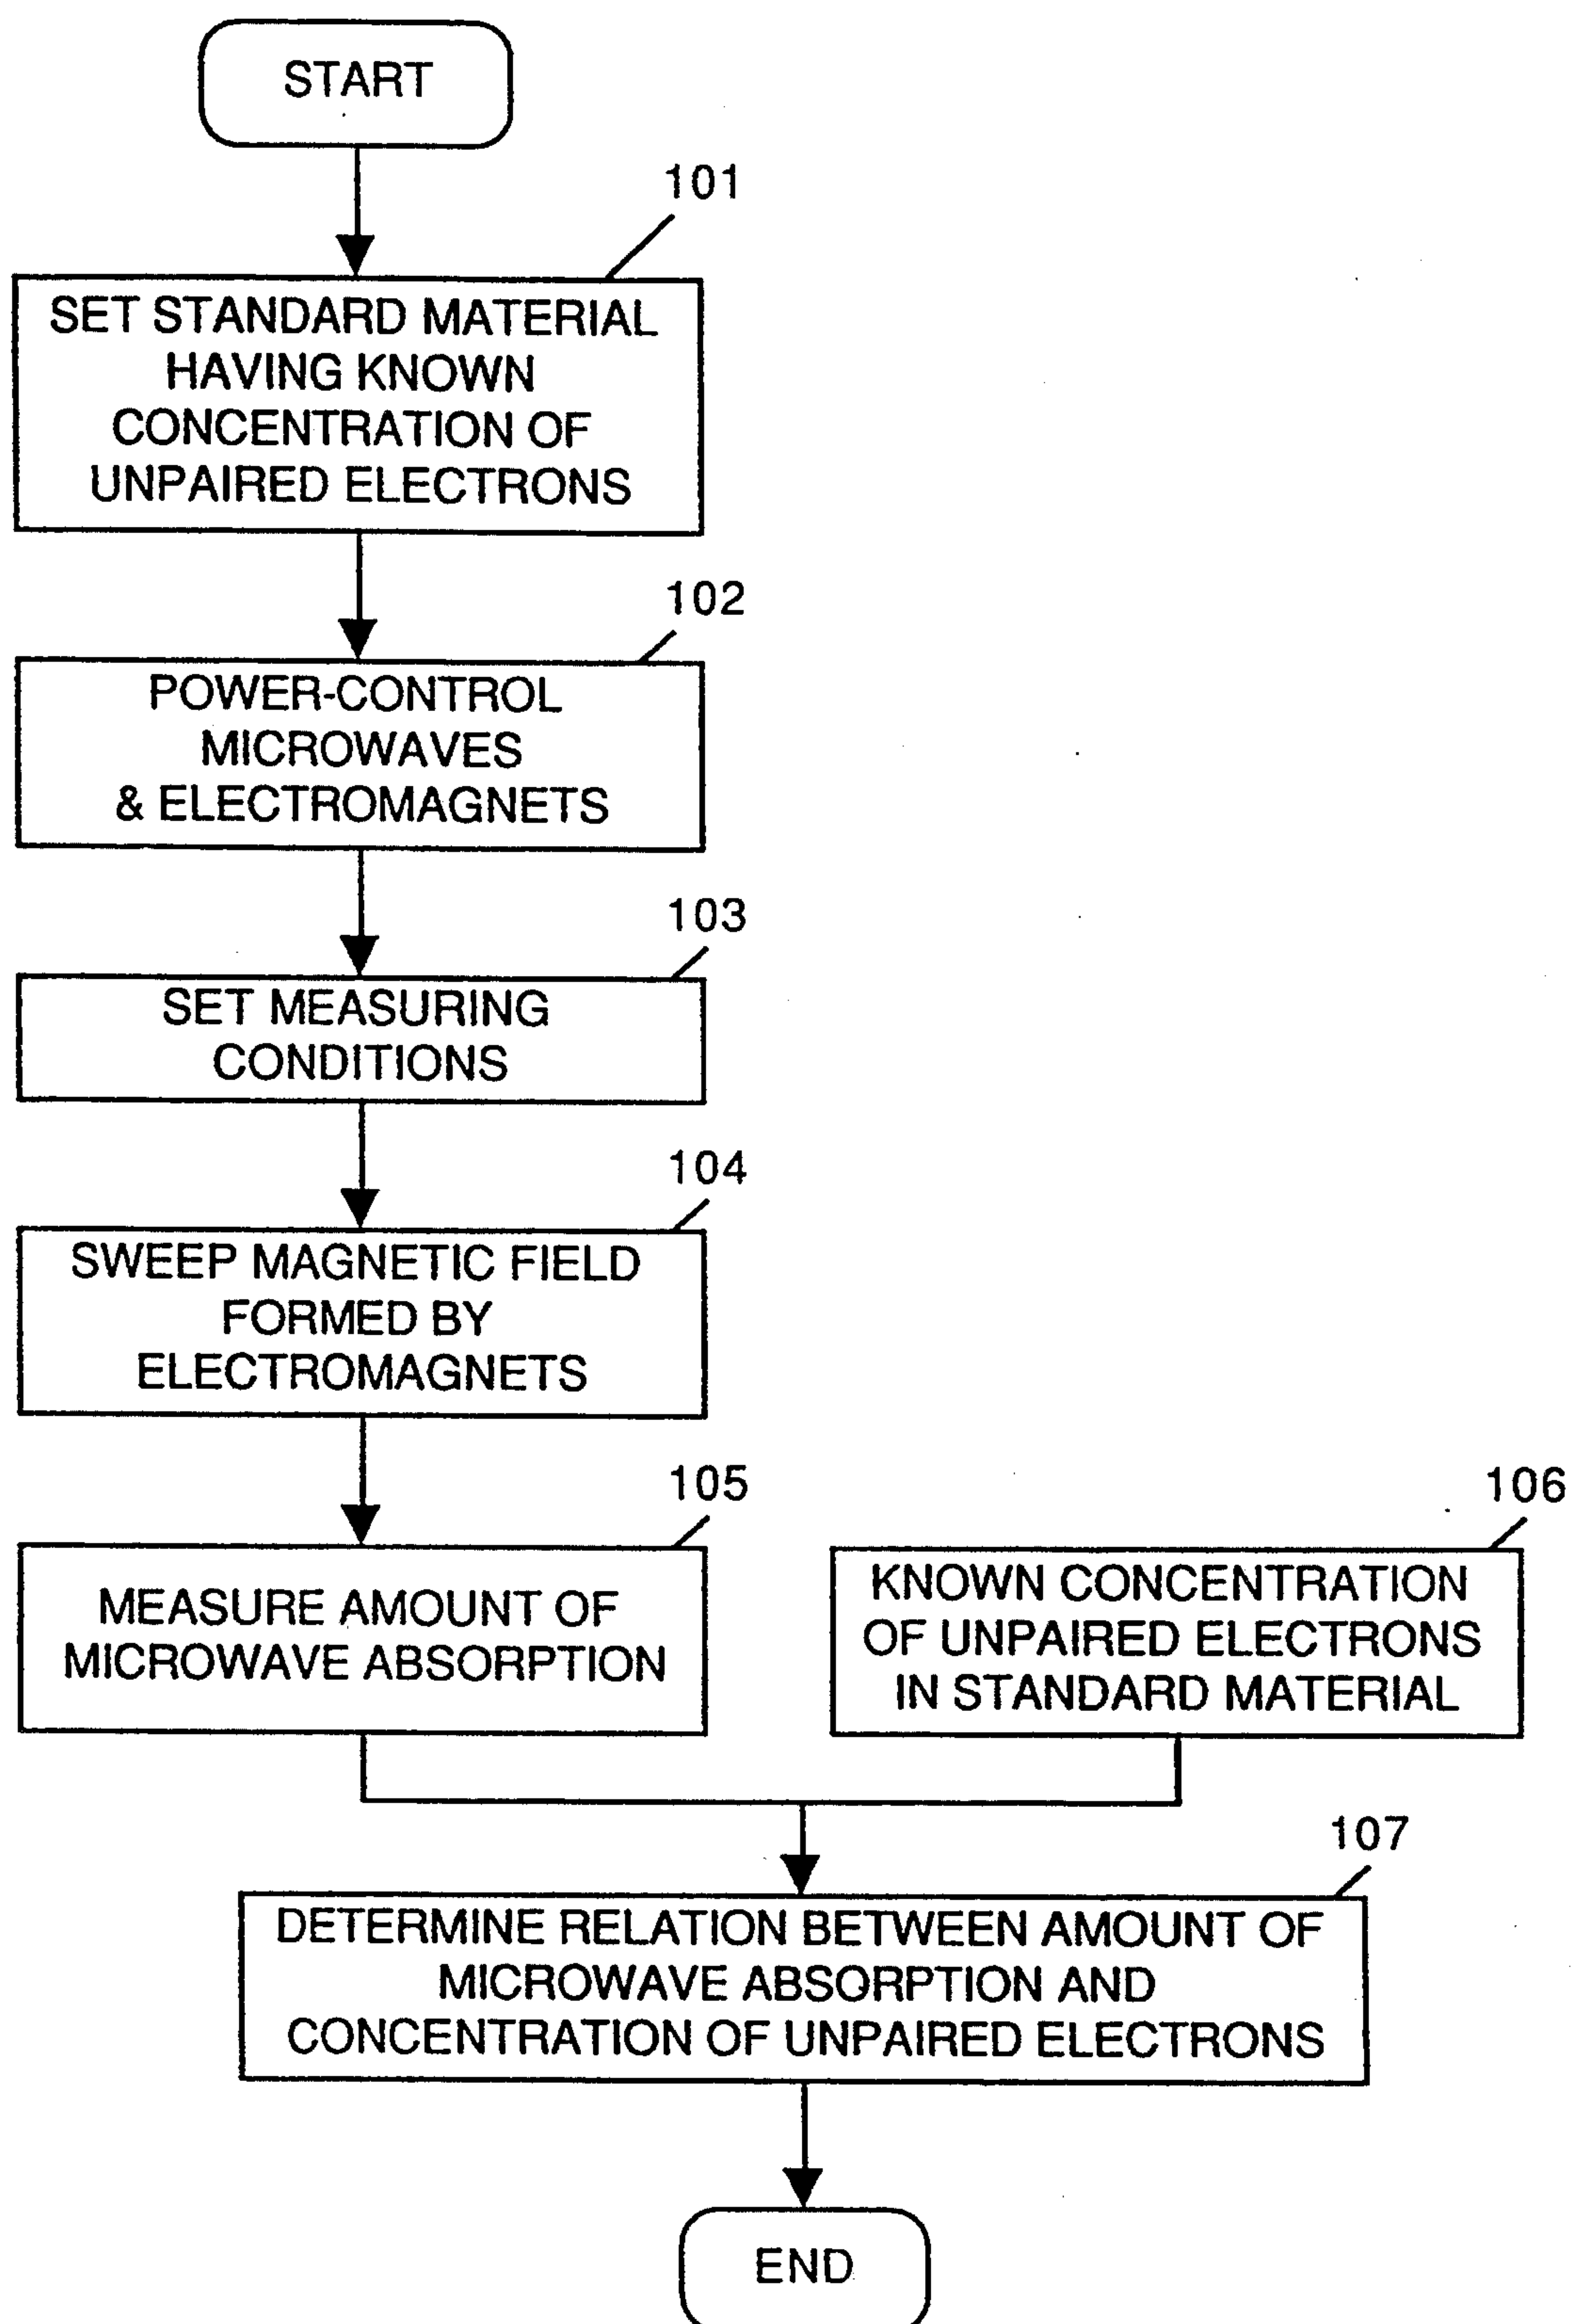 START
101
SET STANDARD MATERIAL
HAVING KNOWN
CONCENTRATION OF
UNPAIRED ELECTRONS
102
POWER-CONTROL
MICROWAVES
& ELECTROMAGNETS
103
SET MEASURING
CONDITIONS
104
SWEEP MAGNETIC FIELD
FORMED BY
ELECTROMAGNETS
105
MEASURE AMOUNT OF
MICROWAVE ABSORPTION
106
KNOWN CONCENTRATION
OF UNPAIRED ELECTRONS
IN STANDARD MATERIAL
107
DETERMINE RELATION BETWEEN AMOUNT OF
MICROWAVE ABSORPTION AND
CONCENTRATION OF UNPAIRED ELECTRONS
END